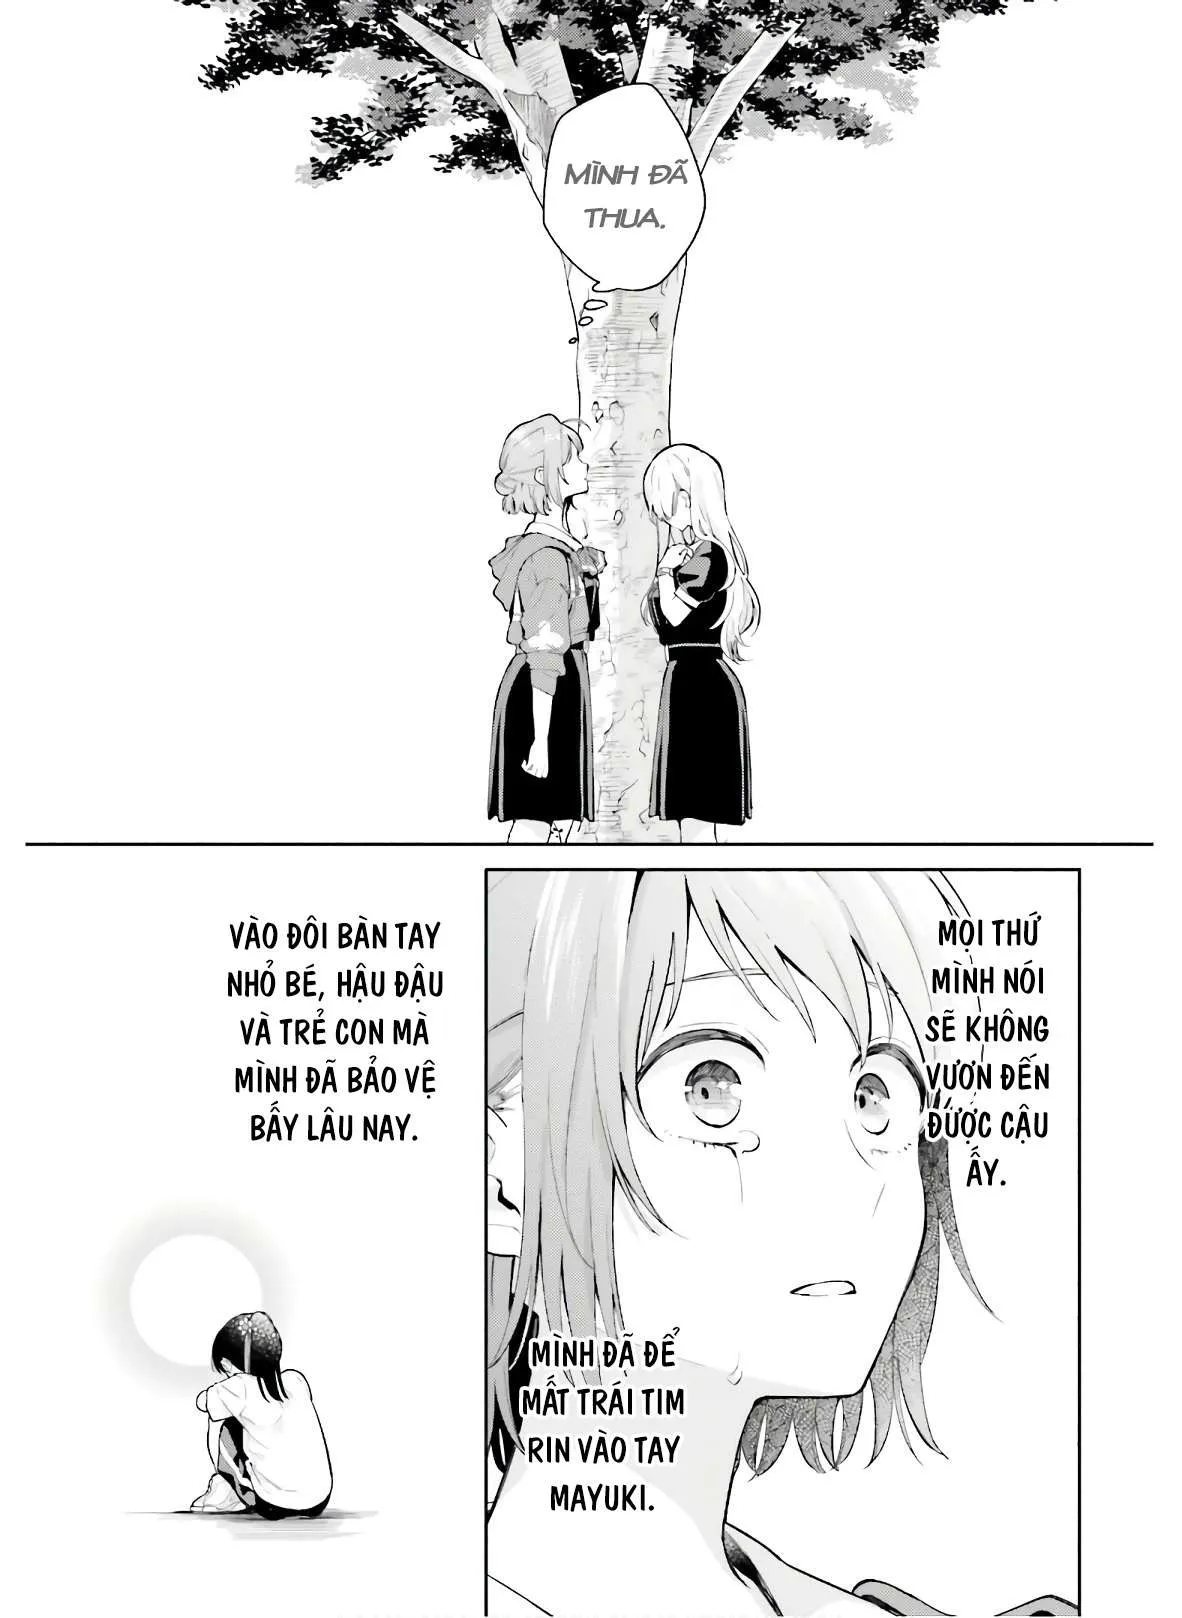 MÌNH ĐÃ
THUA.
MỌI THỨ
MÌNH NÓI
SẼ KHÔNG
VƯƠN ĐẾN
ĐƯỢC CẬU
ẤY.
MÌNH ĐÃ ĐỂ
MẤT TRÁI TIM
RIN VÀO TAY
MAYUKI.
VÀO ĐÔI BÀN TAY
NHỎ BÉ, HẬU ĐẬU
VÀ TRẺ CON MÀ
MÌNH ĐÃ BẢO VỆ
BẤY LÂU NAY.